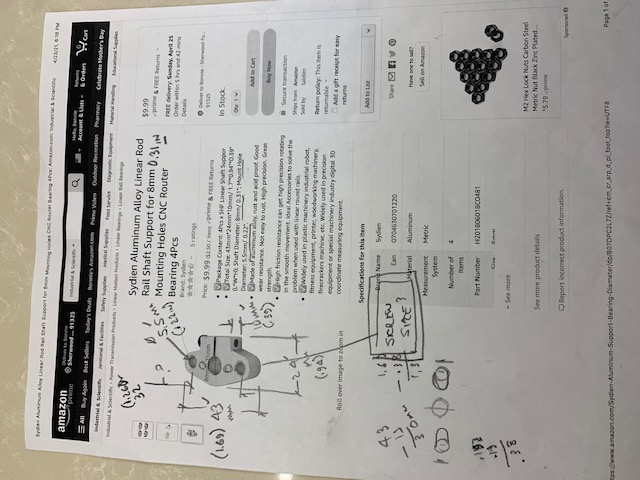 Sydien Aluminum Alloy Linear Rod Rail Shaft Support for 8mm Mounting Holes CNC Router Bearing 4Pcs: Amazon.com: Industrial & Scientific
4/23/21, 6:18 PM
amazon
prime
Deliver to Bonnie
Sherwood ... 91325
Industrial & Scientific
Hello, Bonnie
Account & Lists
Returns
& Orders
Cart
All Buy Again Best Sellers Today's Deals Bonnie's Amazon.com Prime Video Outdoor Recreation Pharmacy Celebrate Mother's Day
Industrial & Scientific Janitorial & Facilities Safety Supplies Medical Supplies Food Service Diagnostic Equipment Material Handling Educational Supplies
Industrial & Scientific › Power Transmission Products › Linear Motion Products › Linear Bearings › Linear Ball Bearings
(1.260)
32
?
Ø
5.5 mm
(.22 in)
(1.69) 43
mm
8mm
inch
10 mm
(.39)
24
mm
(.94)
Roll over image to zoom in
Sydien Aluminum Alloy Linear Rod
Rail Shaft Support for 8mm 0.31 IN
Mounting Holes CNC Router
Bearing 4Pcs
Brand: Sydien
5 ratings
Price: $9.99 ($2.50 / Item) prime & FREE Returns
Package Content: 4Pcs x SHF Linear Shaft Support
Total Size: 43mm*24mm*10mm/ 1.7"*0.94"*0.39"
(L*W*H); Shaft Diameter: 8mm/ 0.31"; Mount Hole
Diameter: 5.5mm/ 0.22".
Made of aluminum alloy, rust and acid proof. Good
wear resistance. Not easy to rust. High precision. Great
strength.
High friction resistance can get high precision rotating
in the smooth movement. Ideal Accessories to solve the
problem when used with linear round rails.
Widely used in plastic machinery industrial robot,
fitness equipment, printer, woodworking machinery,
firecrackers machine, etc. Widely used in precision
equipment or special machinery industry digital 3D
coordinate measuring equipment.
$9.99
prime & FREE Returns
FREE delivery: Sunday, April 25
Order within 5 hrs and 42 mins
Details
Deliver to Bonnie - Sherwood Fo...
91325
In Stock.
Qty: 1
Add to Cart
Buy Now
Secure transaction
Ships from Amazon
Sold by Saidien
Return policy: This item is
returnable
Add a gift receipt for easy
returns
Add to List
Share
Have one to sell?
Sell on Amazon
43
- 13
30mm
1.6
SCREW
SIZE?
.193
.19
.38
Specifications for this item
Brand Name Sydien
Ean 0704630701220
Material Aluminum
Measurement
System
Metric
Number of
Items
4
Part Number H20180601BC0481
Size 8mm
See more
See more product details
Report incorrect product information.
M2 Hex Lock Nuts Carbon Steel
Metric Nut Black Zinc Plated...
$5.79 prime
Sponsored
ttps://www.amazon.com/Sydien-Aluminum-Support-Bearing-Diameter/dp/B07DPC2L7Z/ref=cm_cr_arp_d_pl_foot_top?ie=UTF8
Page 1 of